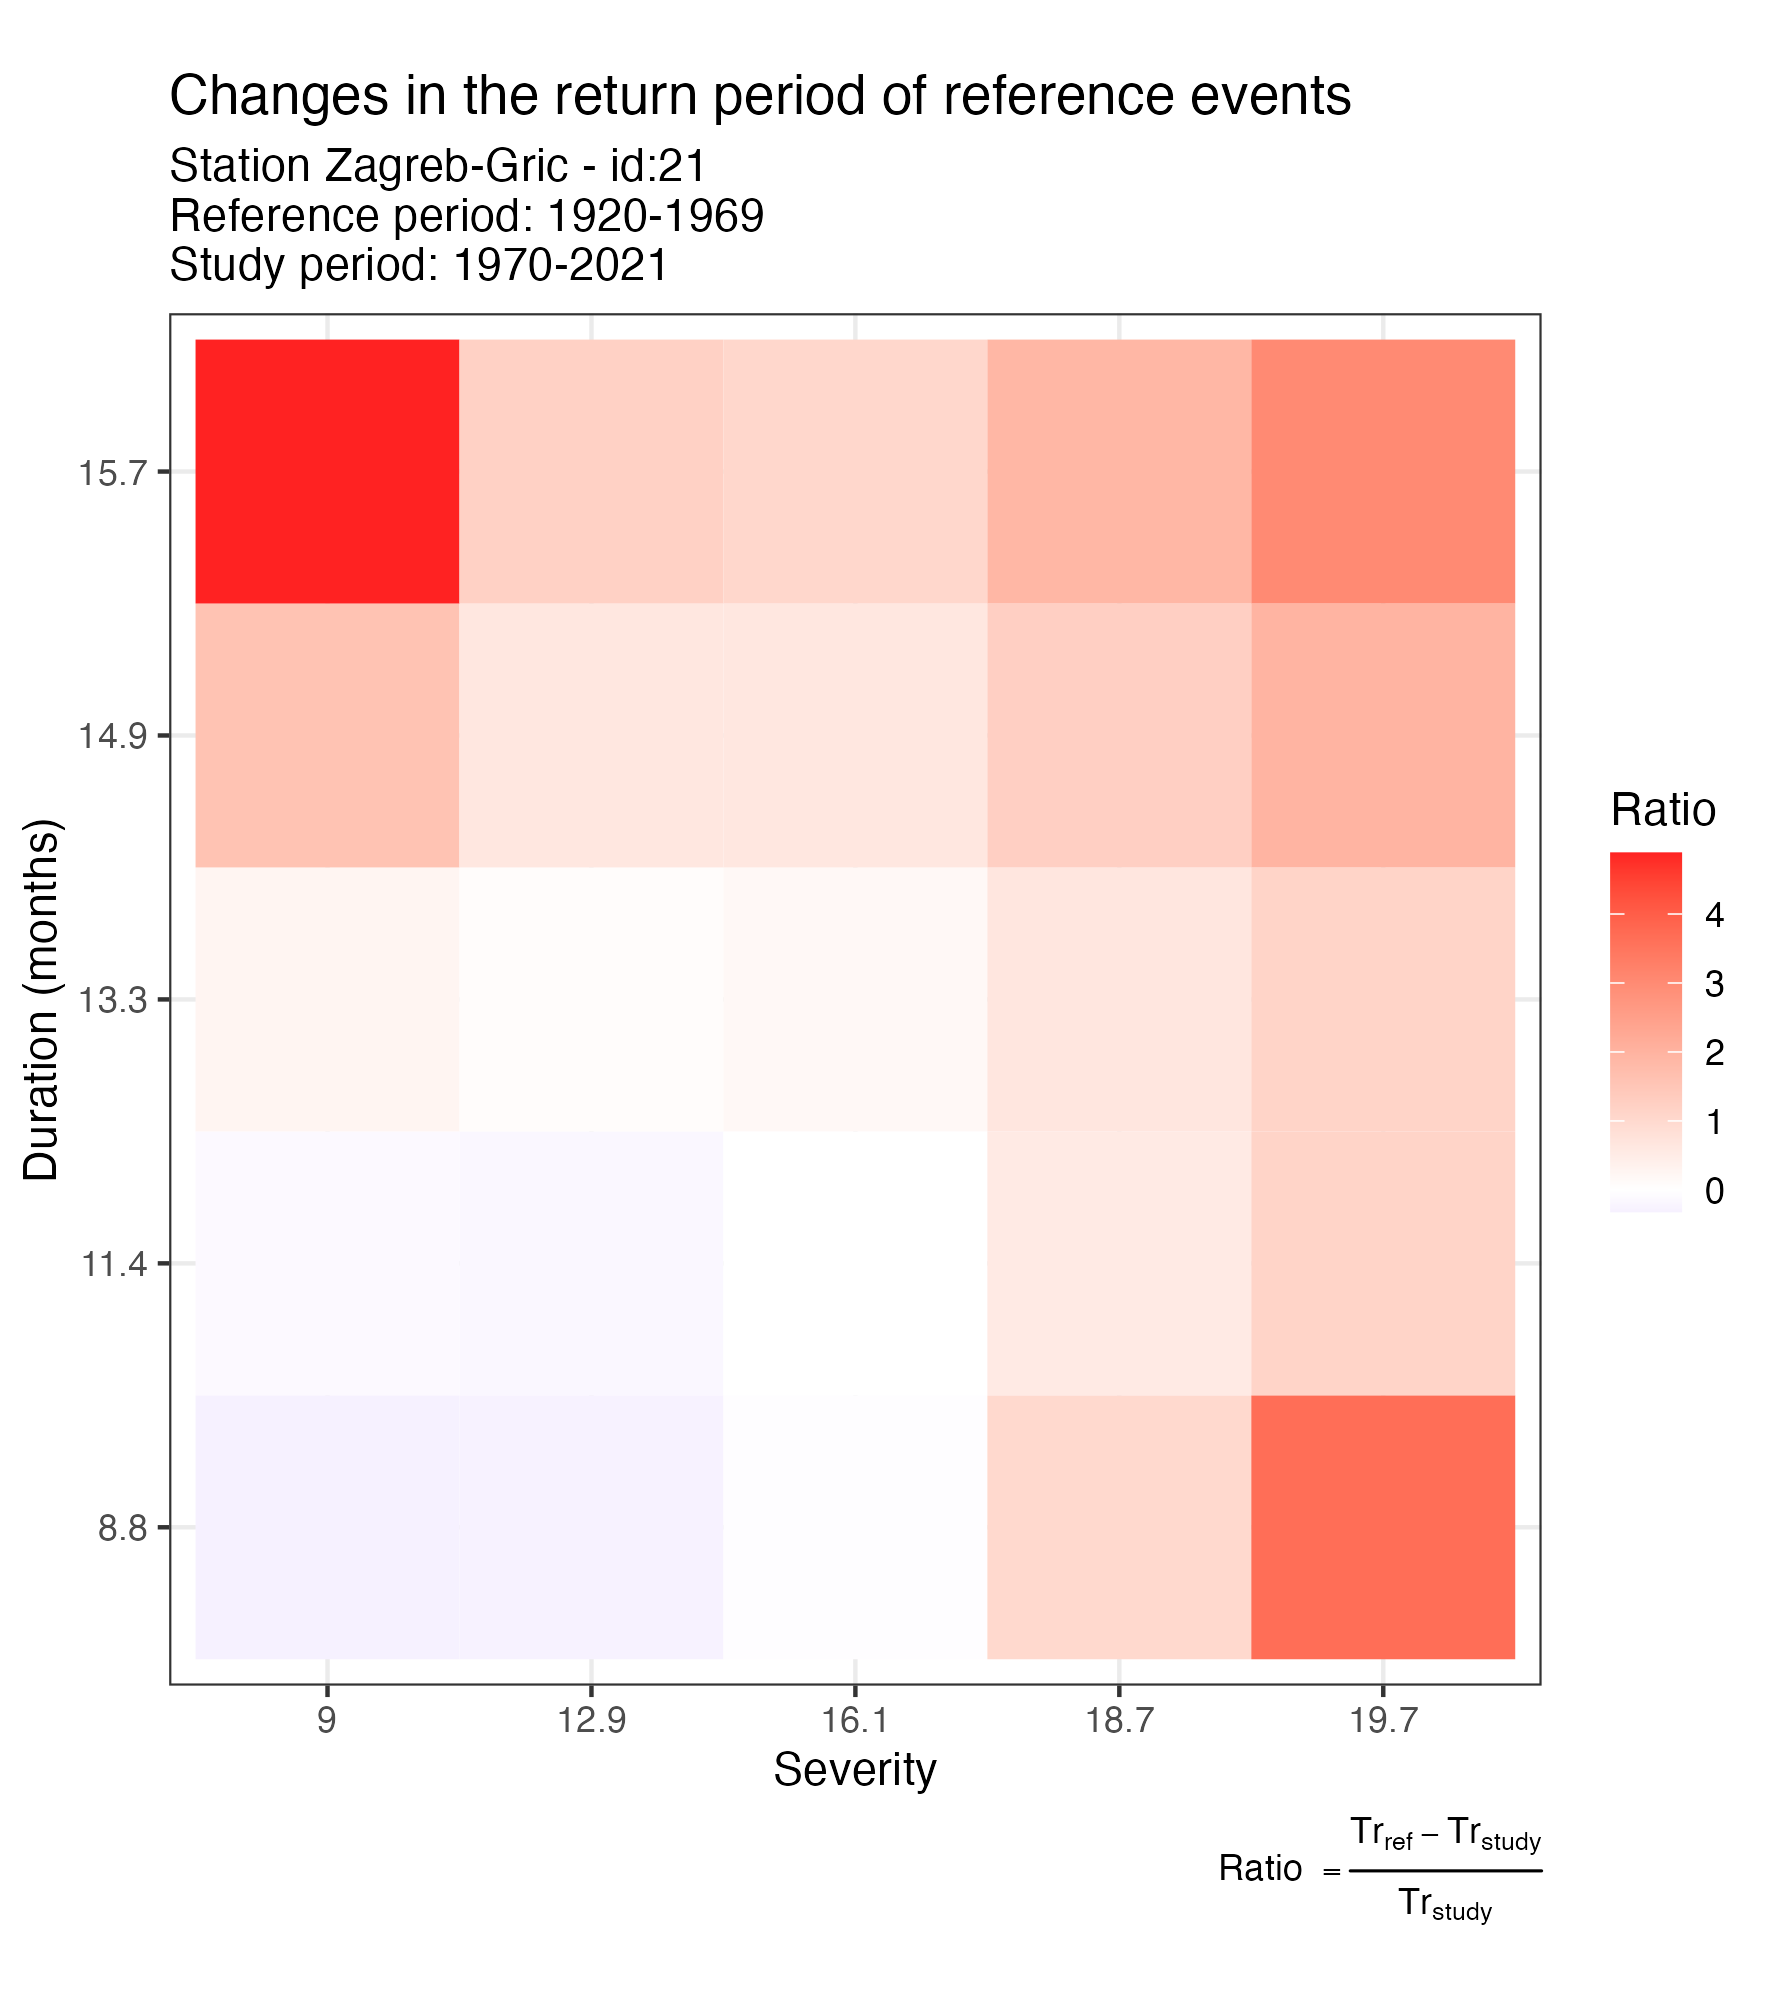 Changes in the return period of reference events
Station Zagreb-Gric - id:21
Reference period: 1920-1969
Study period: 1970-2021
Duration (months)
15.7
14.9
13.3
11.4
8.8
9 12.9 16.1 18.7 19.7
Severity
Ratio
4
3
2
1
0
Ratio = Tr_ref − Tr_study
Tr_study